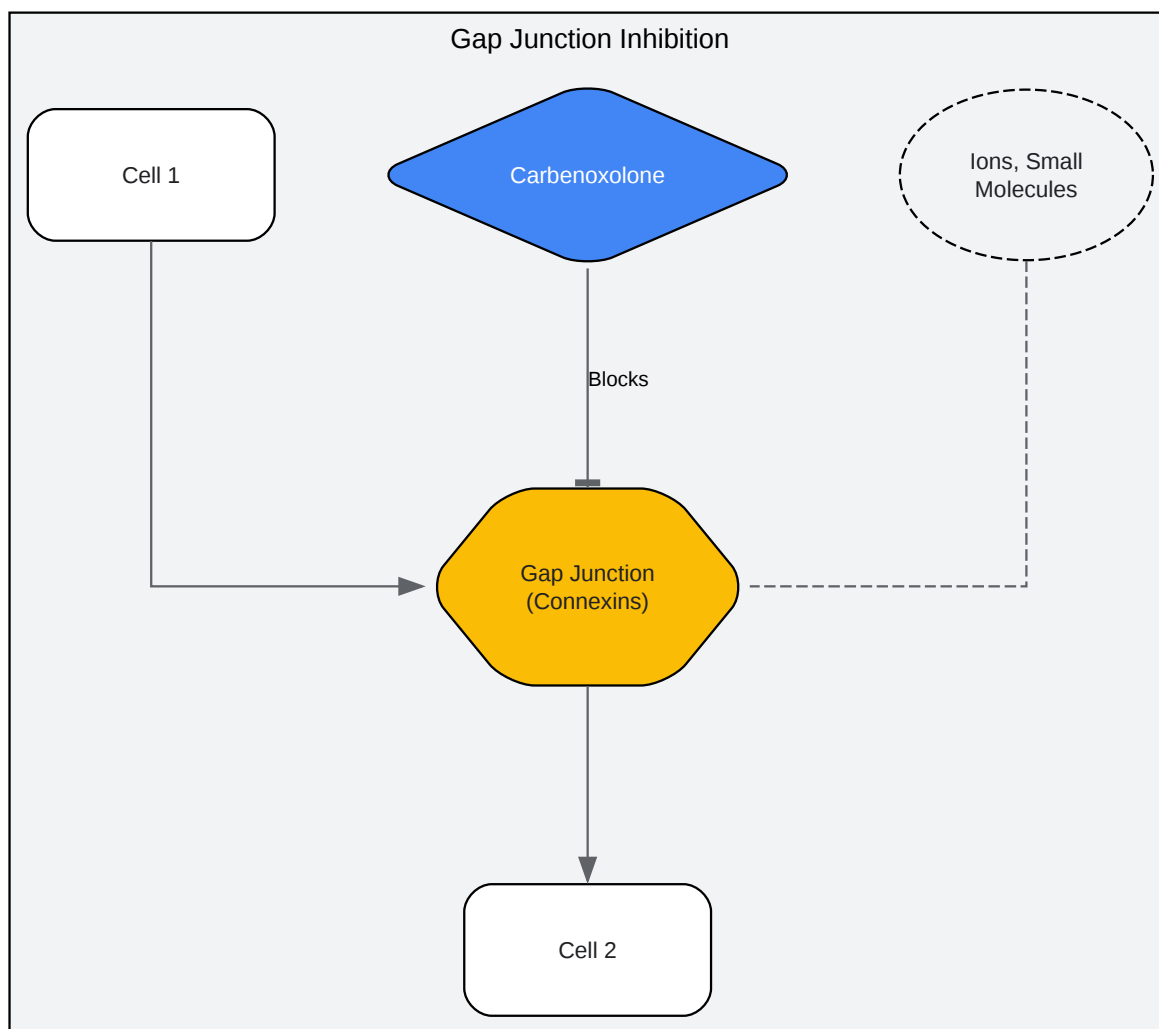 Gap Junction Inhibition
Cell 1
Carbenoxolone
Ions, Small
Molecules
Blocks
Gap Junction
(Connexins)
Cell 2